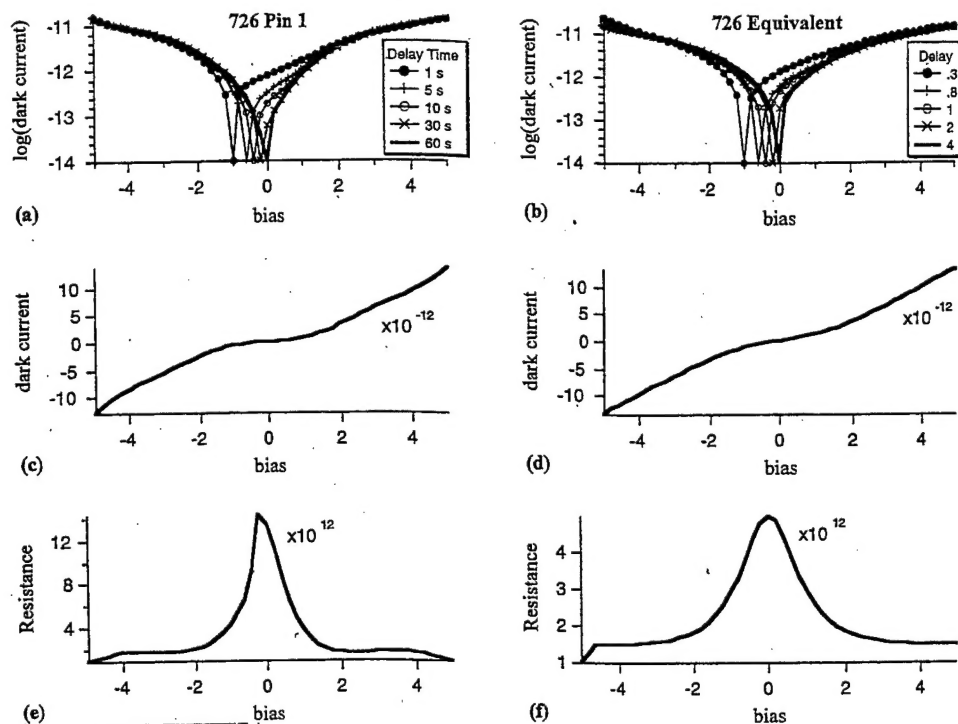 726 Pin 1
log(dark current)
-11
-12
-13
-14
Delay Time
1 s
5 s
10 s
30 s
60 s
-4 -2 0 2 4
bias
(a)
726 Equivalent
log(dark current)
-11
-12
-13
-14
Delay
.3
.8
1
2
4
-4 -2 0 2 4
bias
(b)
dark current
10
5
0
-5
-10
x10 -12
-4 -2 0 2 4
bias
(c)
dark current
10
5
0
-5
-10
x10 -12
-4 -2 0 2 4
bias
(d)
Resistance
12
8
4
x10 12
-4 -2 0 2 4
bias
(e)
Resistance
4
3
2
1
x10 12
-4 -2 0 2 4
bias
(f)